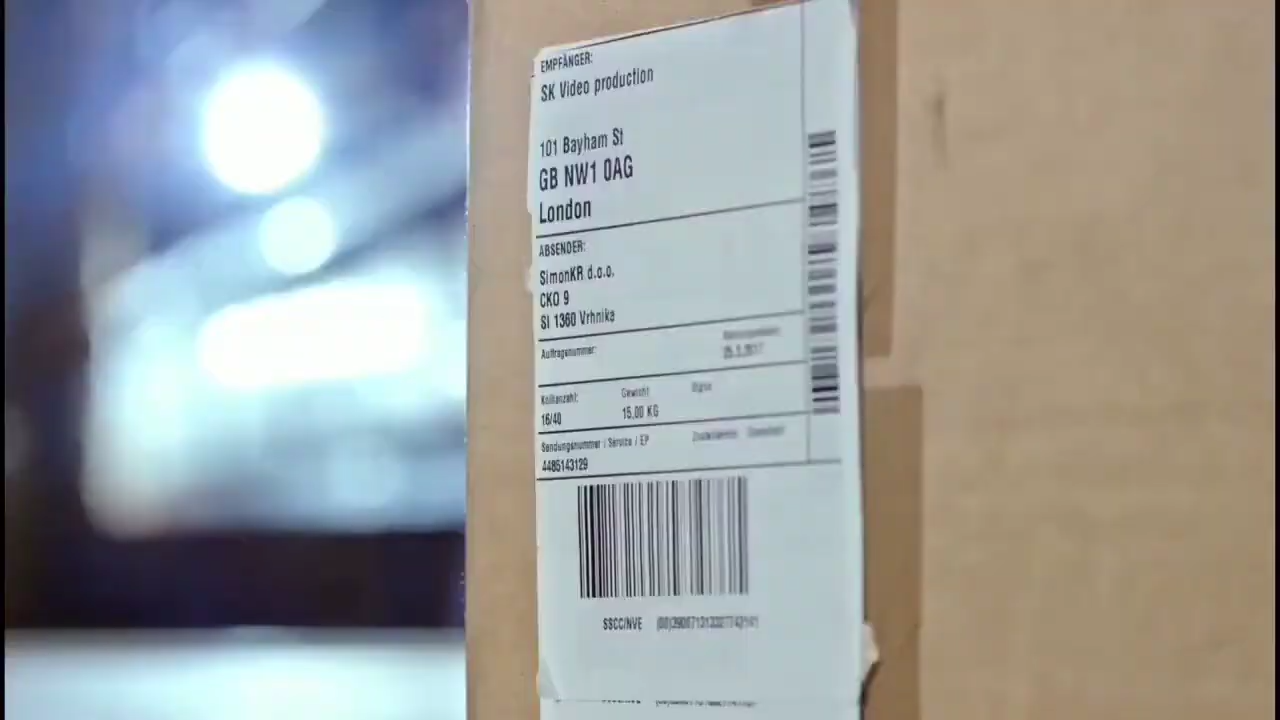 EMPFÄNGER:
SK Video production
101 Bayham St
GB NW1 0AG
London
ABSENDER:
SimonKR d.o.o.
CKO 9
SI 1360 Vrhnika
Auftragsnummer:
Kollianzahl: Gewicht
16/40 15,00 KG
Sendungsnummer / Service / EP
4485143129
SSCC/NVE